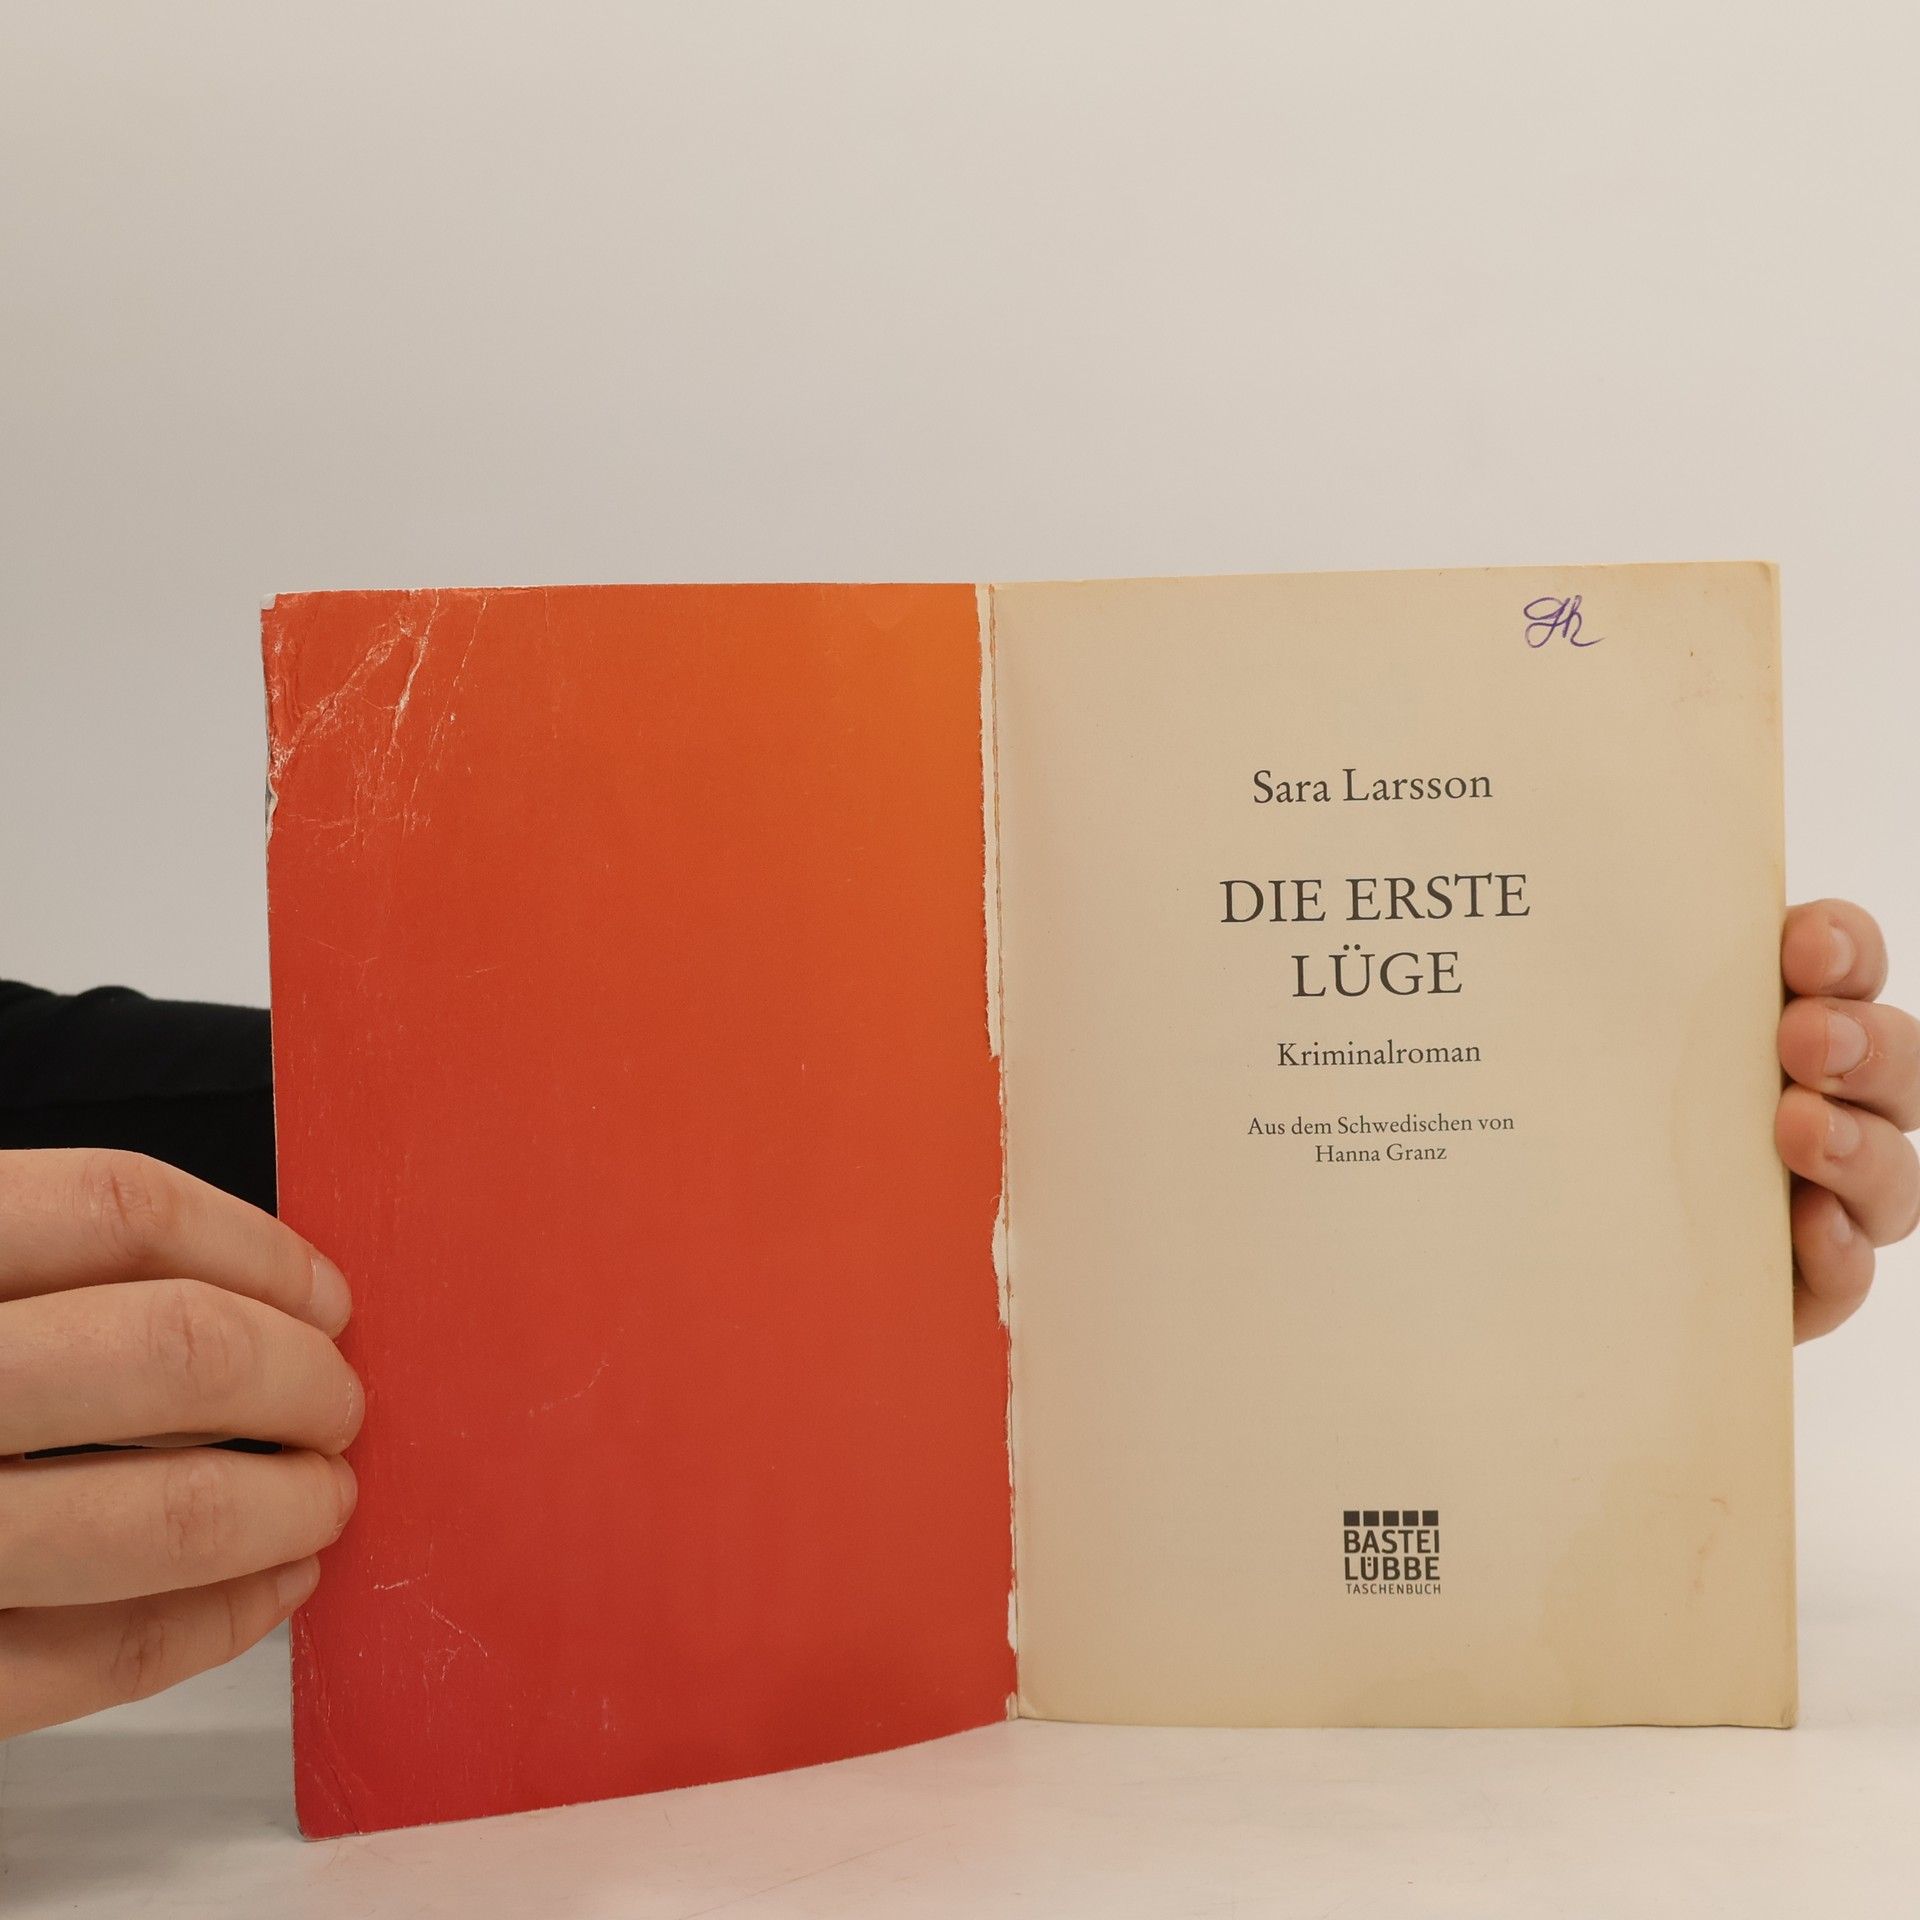 Sara Larsson
DIE ERSTE
LÜGE
Kriminalroman
Aus dem Schwedischen von
Hanna Granz
BASTEI
LÜBBE
TASCHENBUCH